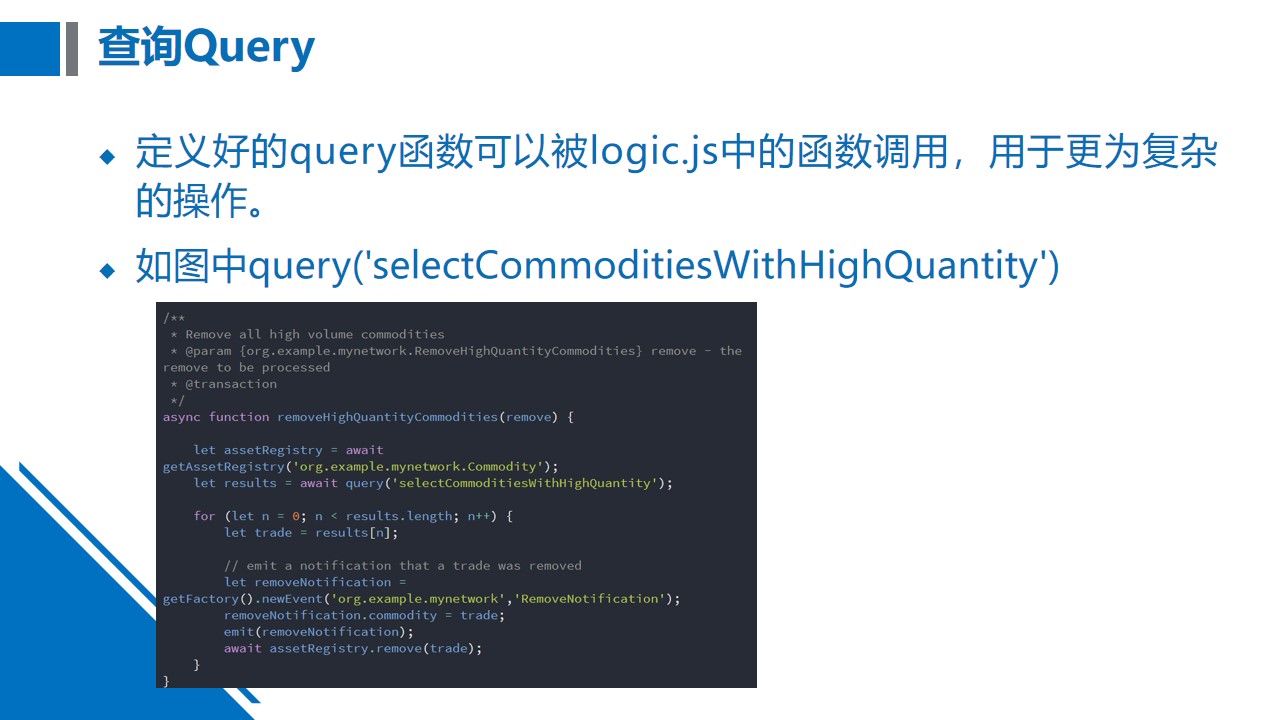 查询Query
定义好的query函数可以被logic.js中的函数调用，用于更为复杂
的操作。
如图中query('selectCommoditiesWithHighQuantity')
/**
 * Remove all high volume commodities
 * @param {org.example.mynetwork.RemoveHighQuantityCommodities} remove - the
remove to be processed
 * @transaction
 */
async function removeHighQuantityCommodities(remove) {
    let assetRegistry = await
getAssetRegistry('org.example.mynetwork.Commodity');
    let results = await query('selectCommoditiesWithHighQuantity');
    for (let n = 0; n < results.length; n++) {
        let trade = results[n];
        // emit a notification that a trade was removed
        let removeNotification =
getFactory().newEvent('org.example.mynetwork','RemoveNotification');
        removeNotification.commodity = trade;
        emit(removeNotification);
        await assetRegistry.remove(trade);
    }
}